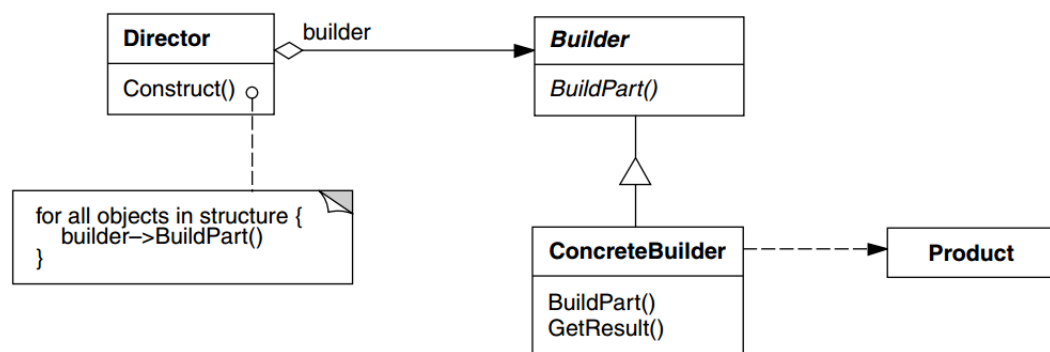 Director
Construct()
builder
Builder
BuildPart()
for all objects in structure {
builder–>BuildPart()
}
ConcreteBuilder
BuildPart()
GetResult()
Product